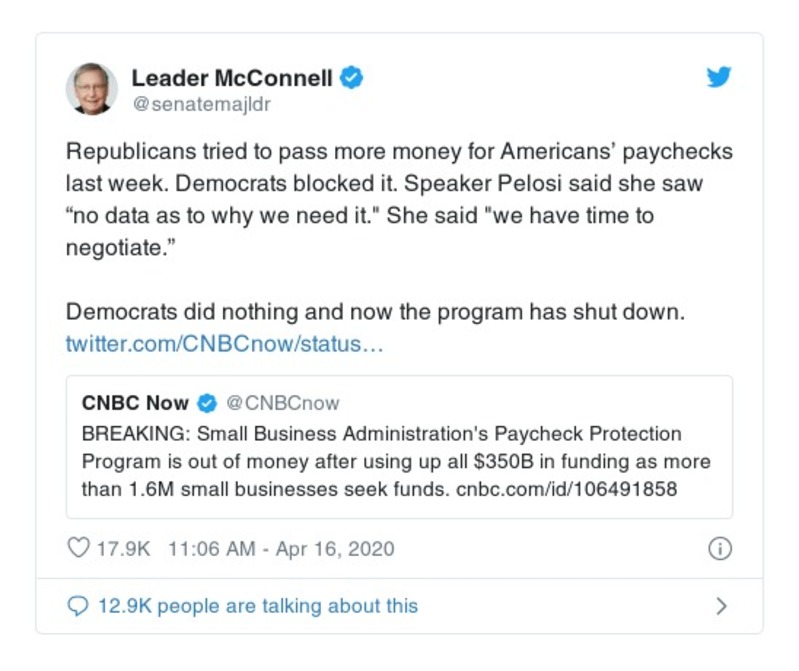 Leader McConnell
@senatemajldr
Republicans tried to pass more money for Americans’ paychecks
last week. Democrats blocked it. Speaker Pelosi said she saw
“no data as to why we need it." She said "we have time to
negotiate.”
Democrats did nothing and now the program has shut down.
twitter.com/CNBCnow/status…
CNBC Now @CNBCnow
BREAKING: Small Business Administration's Paycheck Protection
Program is out of money after using up all $350B in funding as more
than 1.6M small businesses seek funds. cnbc.com/id/106491858
17.9K 11:06 AM - Apr 16, 2020
12.9K people are talking about this